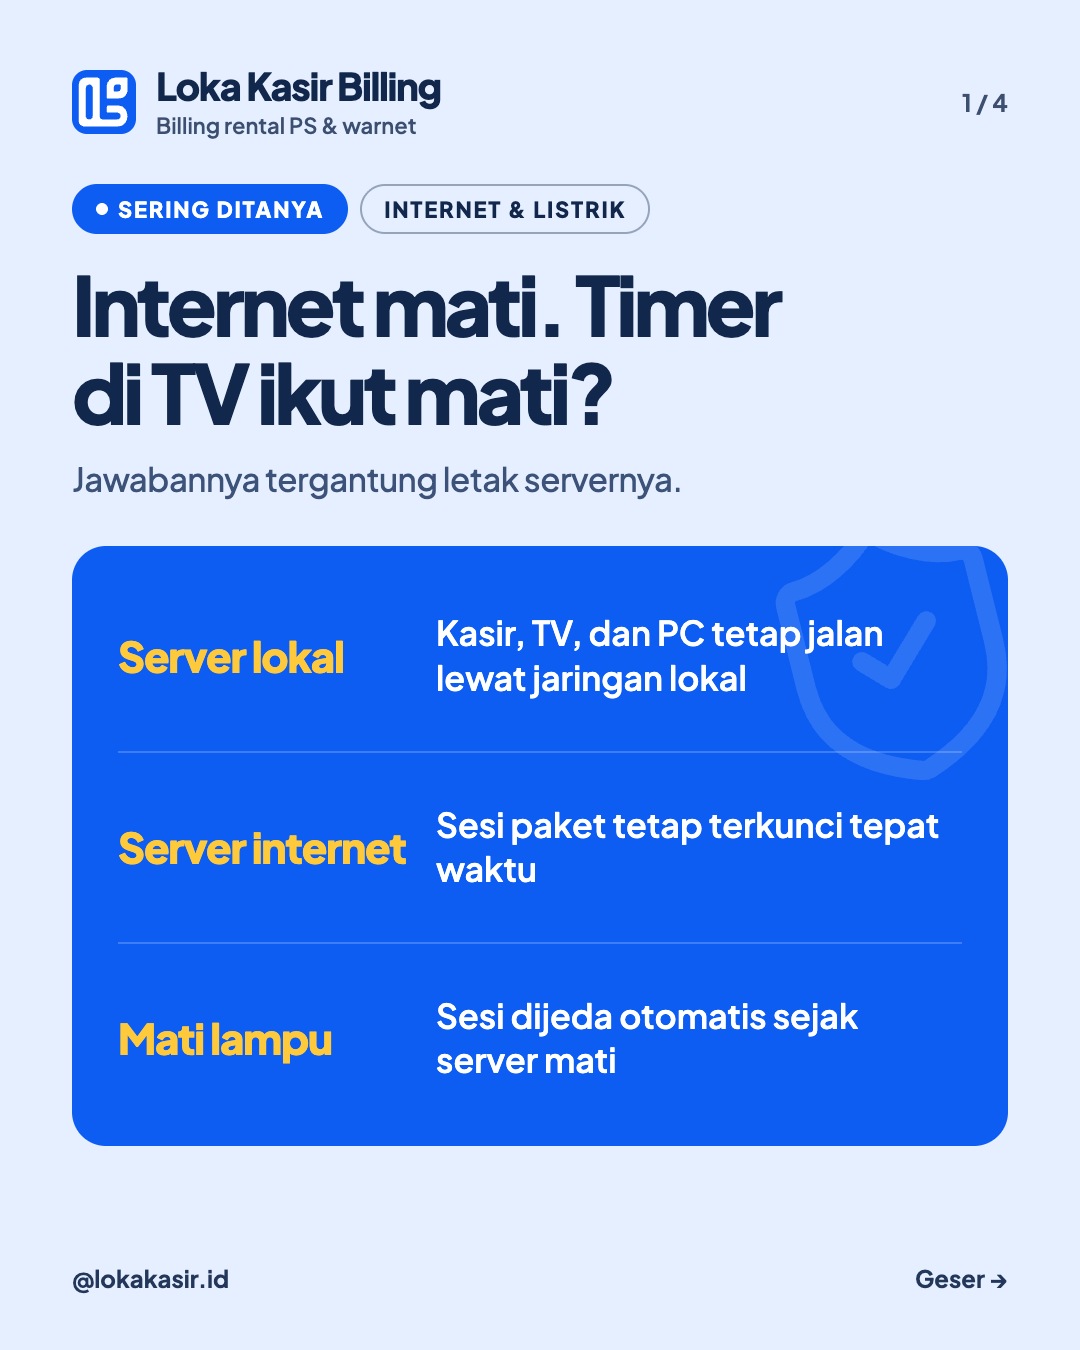 Loka Kasir Billing
Billing rental PS & warnet
1 / 4
SERING DITANYA
INTERNET & LISTRIK
Internet mati. Timer
di TV ikut mati?
Jawabannya tergantung letak servernya.
Server lokal
Kasir, TV, dan PC tetap jalan
lewat jaringan lokal
Server internet
Sesi paket tetap terkunci tepat
waktu
Mati lampu
Sesi dijeda otomatis sejak
server mati
@lokakasir.id
Geser →